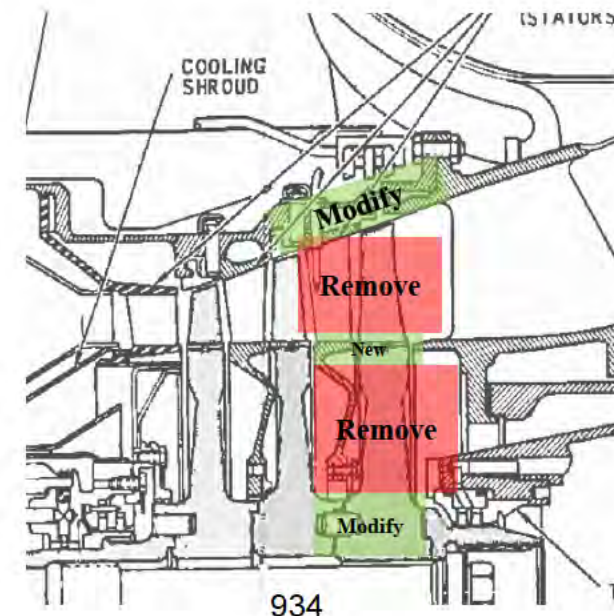 (STATORS
COOLING
SHROUD
Modify
Remove
New
Remove
Modify
934